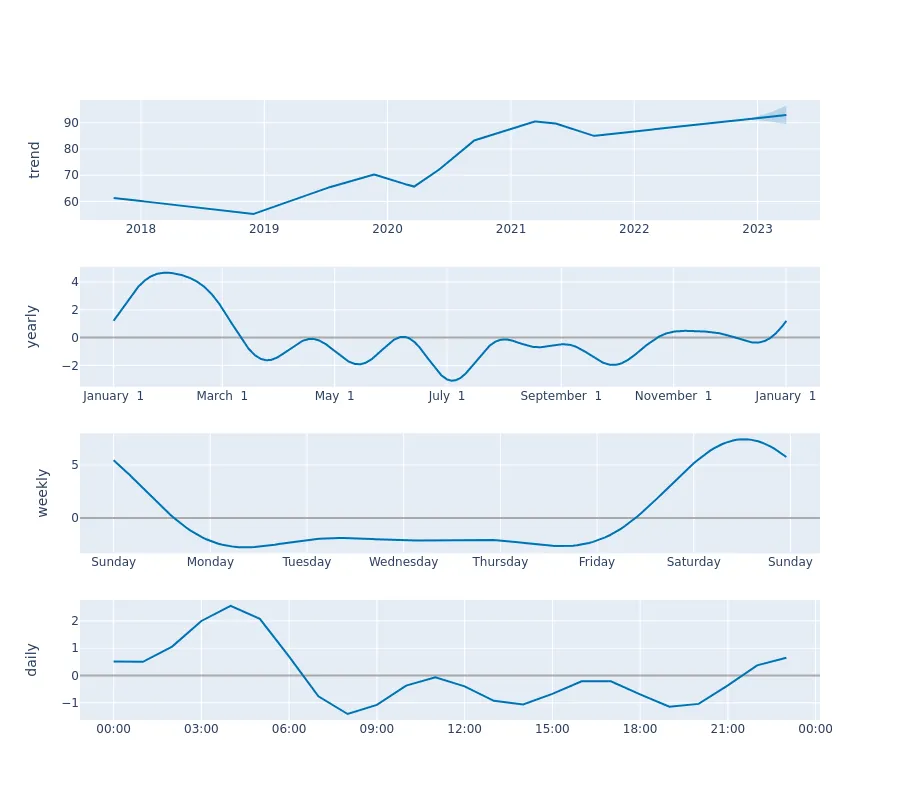 trend
90
80
70
60
2018 2019 2020 2021 2022 2023
yearly
4
2
0
−2
January 1 March 1 May 1 July 1 September 1 November 1 January 1
weekly
5
0
Sunday Monday Tuesday Wednesday Thursday Friday Saturday Sunday
daily
2
1
0
−1
00:00 03:00 06:00 09:00 12:00 15:00 18:00 21:00 00:00